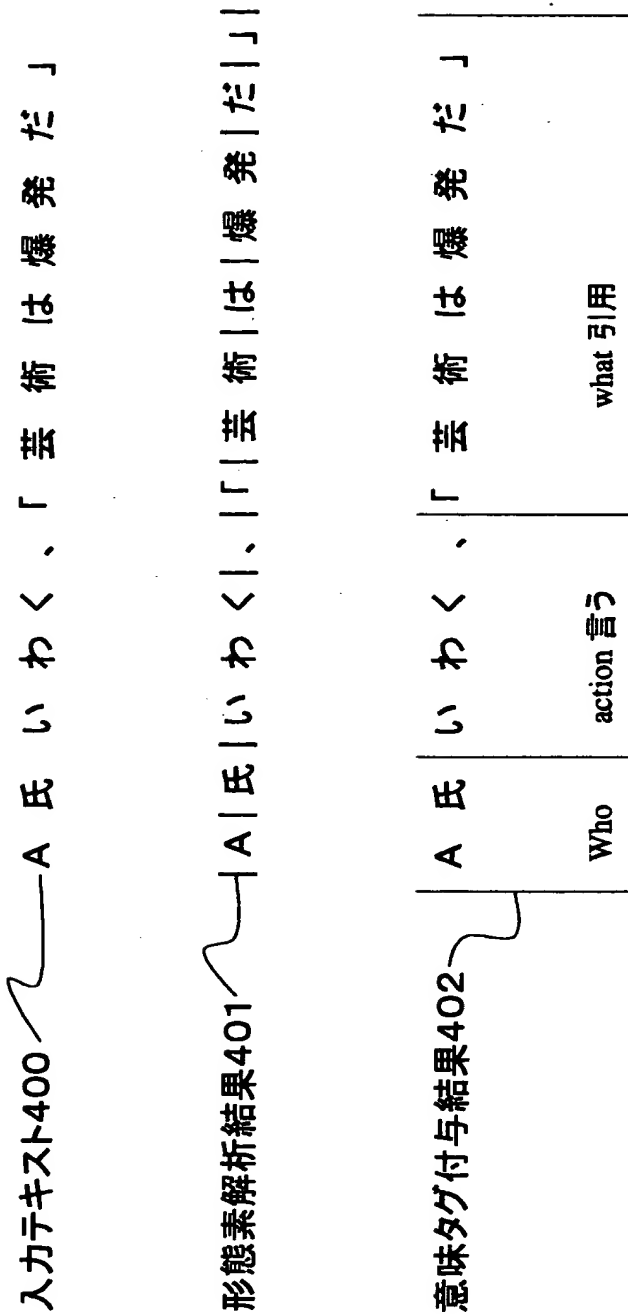 入力テキスト400 A 氏 い わ く 、 「 芸 術 は 爆 発 だ 」
形態素解析結果401 | A | 氏 | い わ く | 、 | 「 | 芸 術 | は | 爆 発 | だ | 」 |
意味タグ付与結果402 A 氏 い わ く 、 「 芸 術 は 爆 発 だ 」
Who action 言う what 引用